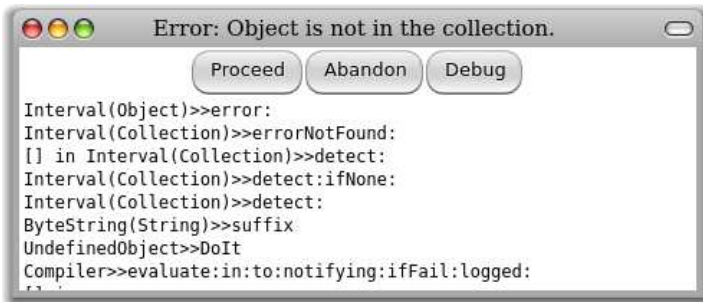 Error: Object is not in the collection.
Proceed Abandon Debug
Interval(Object)>>error:
Interval(Collection)>>errorNotFound:
[] in Interval(Collection)>>detect:
Interval(Collection)>>detect:ifNone:
Interval(Collection)>>detect:
ByteString(String)>>suffix
UndefinedObject>>DoIt
Compiler>>evaluate:in:to:notifying:ifFail:logged: